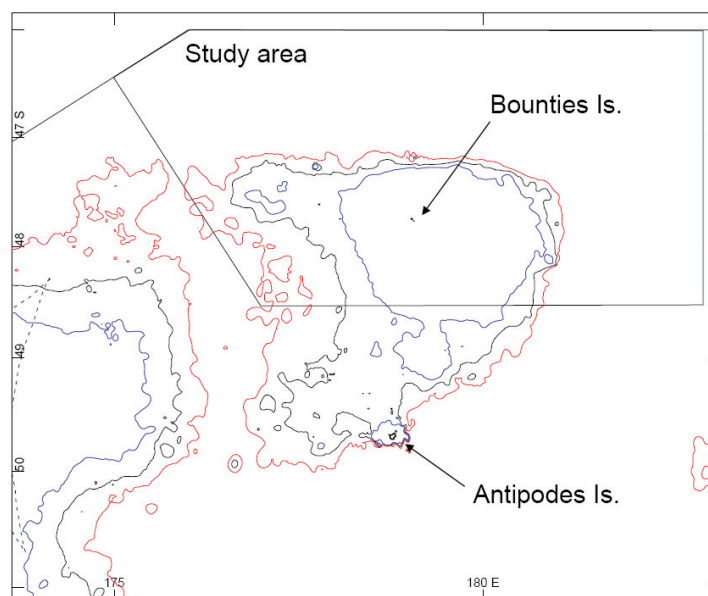 Study area
Bounties Is.
47 S
48
49
50
Antipodes Is.
175
180 E